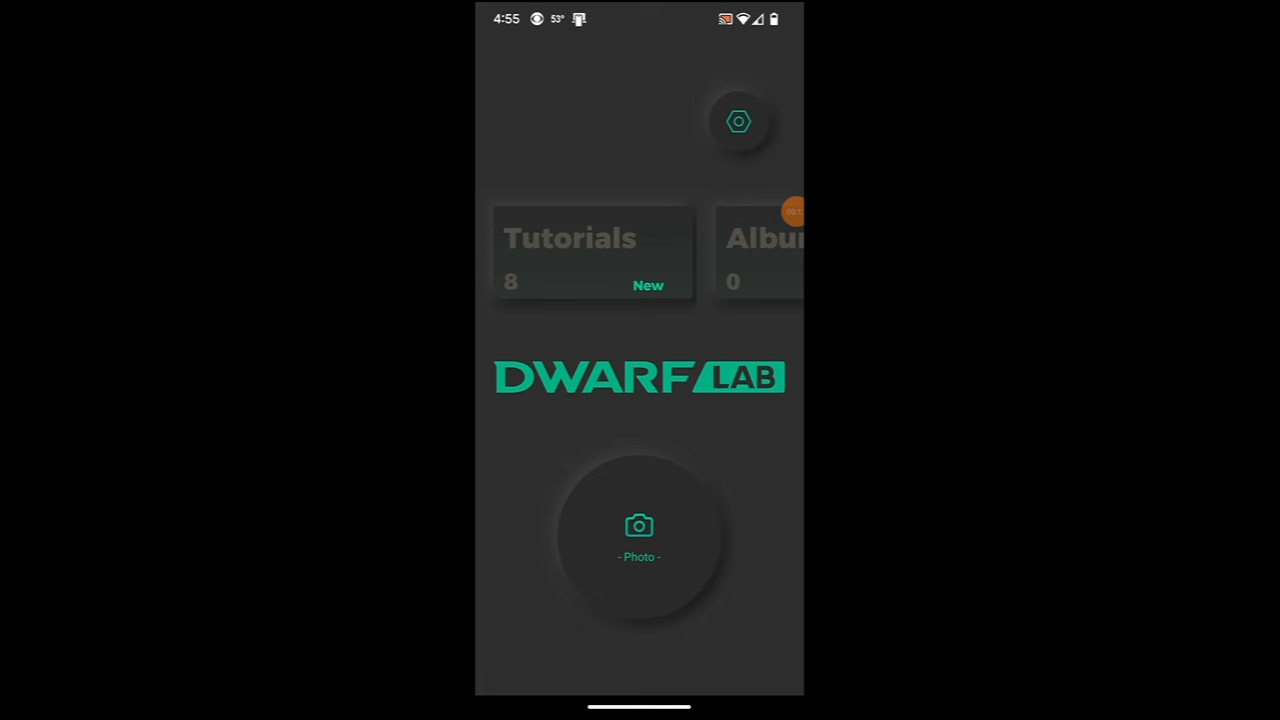 4:55 53°
Tutorials
8 New
Albu
0
DWARF LAB
- Photo -